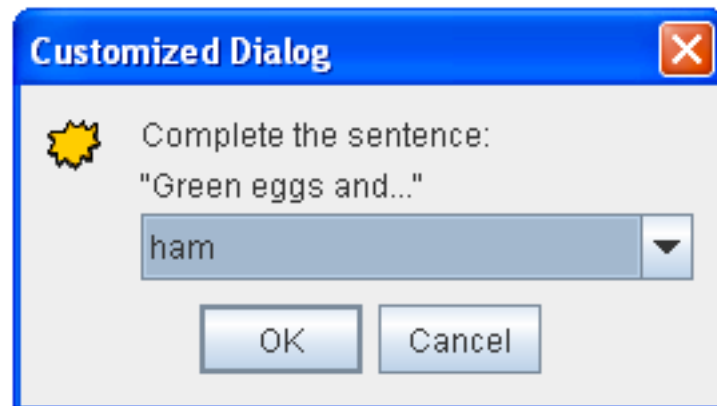 Customized Dialog
Complete the sentence:
"Green eggs and..."
ham
OK Cancel